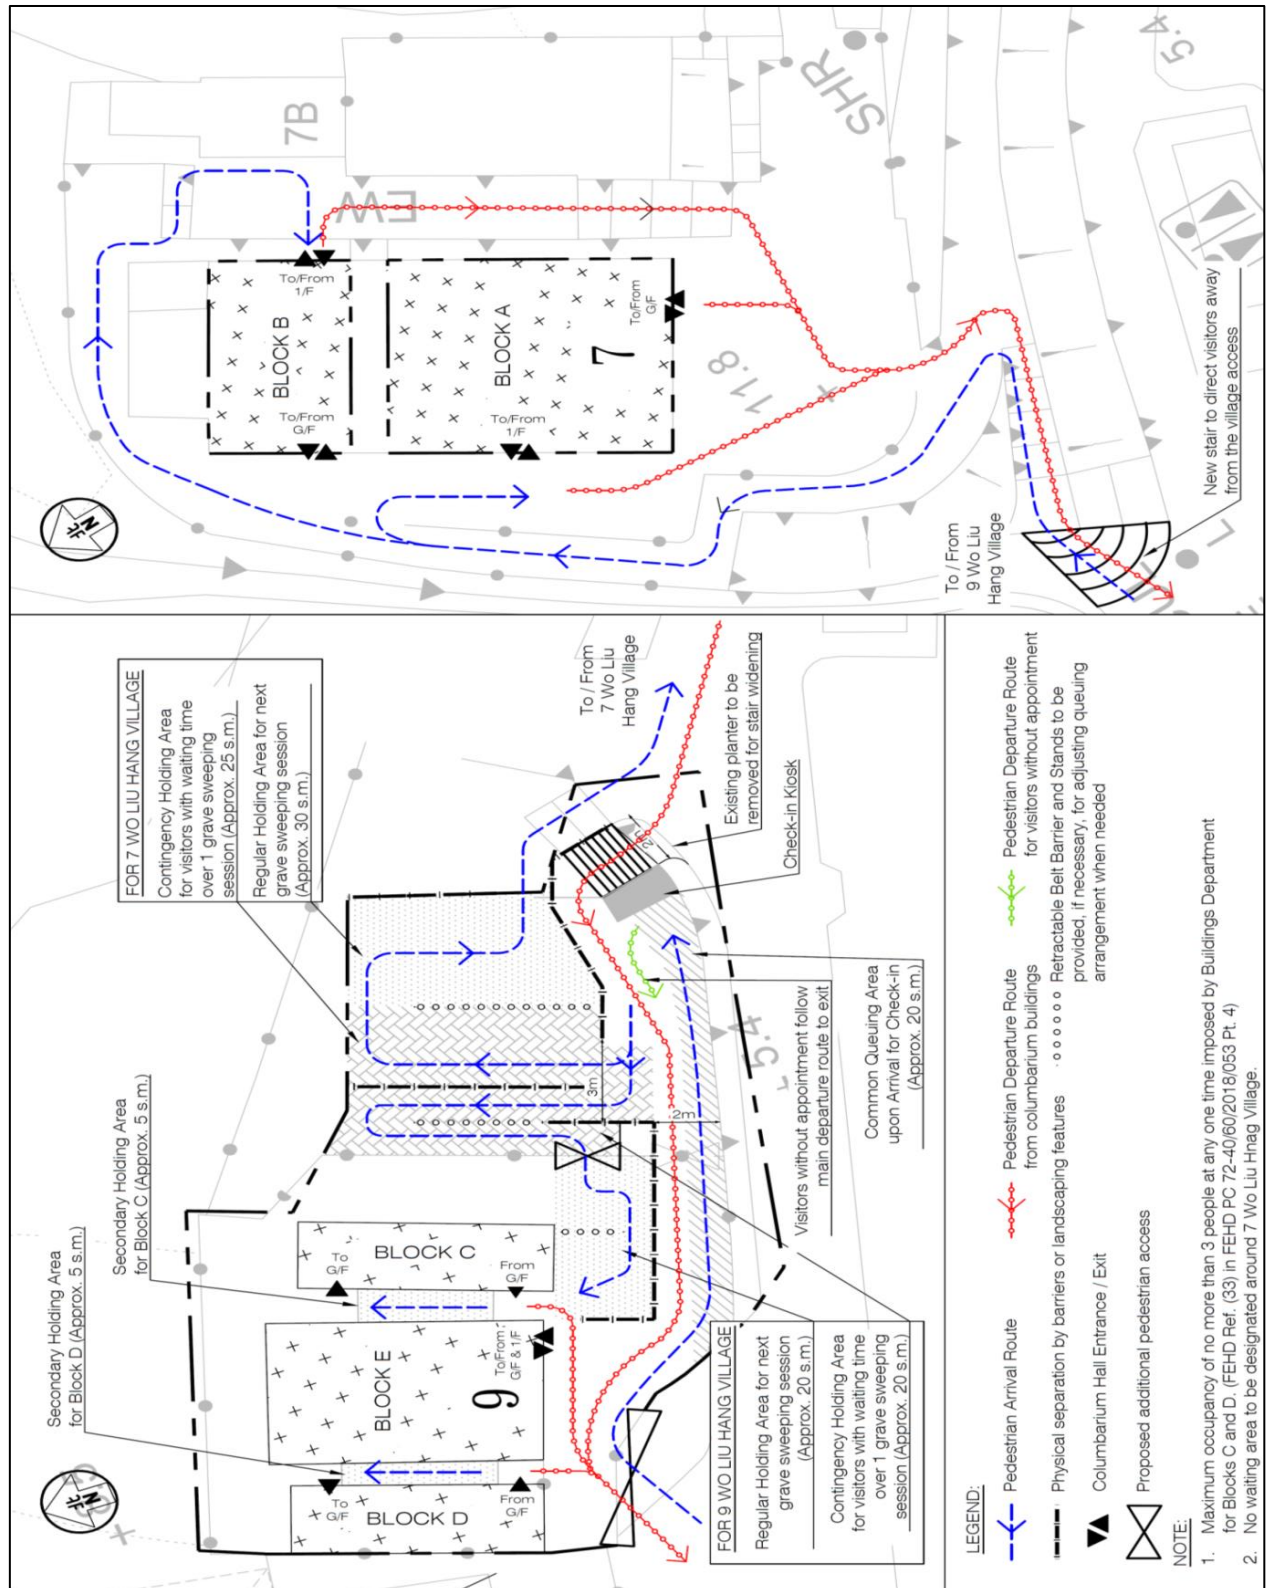 FOR 7 WO LIU HANG VILLAGE
Contingency Holding Area
for visitors with waiting time
over 1 grave sweeping
session (Approx. 25 s.m.)
Regular Holding Area for next
grave sweeping session
(Approx. 30 s.m.)
Secondary Holding Area
for Block C (Approx. 5 s.m.)
Secondary Holding Area
for Block D (Approx. 5 s.m.)
N
To / From
7 Wo Liu
Hang Village
Existing planter to be
removed for stair widening
Check-in Kiosk
2m
3m
2m
5.4
BLOCK C
To
G/F
From
G/F
BLOCK E
9
To/From
G/F & 1/F
BLOCK D
To
G/F
From
G/F
Common Queuing Area
upon Arrival for Check-in
(Approx. 20 s.m.)
Visitors without appointment follow
main departure route to exit
FOR 9 WO LIU HANG VILLAGE
Regular Holding Area for next
grave sweeping session
(Approx. 20 s.m.)
Contingency Holding Area
for visitors with waiting time
over 1 grave sweeping
session (Approx. 20 s.m.)
N
7B
EW
SHR
5.4
BLOCK B
To/From
1/F
To/From
G/F
BLOCK A
7
To/From
G/F
To/From
1/F
11.8
To / From
9 Wo Liu
Hang Village
New stair to direct visitors away
from the village access
LEGEND:
Pedestrian Arrival Route
Pedestrian Departure Route
from columbarium buildings
Pedestrian Departure Route
for visitors without appointment
Physical separation by barriers or landscaping features
Retractable Belt Barrier and Stands to be
provided, if necessary, for adjusting queuing
arrangement when needed
Columbarium Hall Entrance / Exit
Proposed additional pedestrian access
NOTE:
1. Maximum occupancy of no more than 3 people at any one time imposed by Buildings Department
for Blocks C and D. (FEHD Ref. (33) in FEHD PC 72-40/60/2018/053 Pt. 4)
2. No waiting area to be designated around 7 Wo Liu Hnag Village.